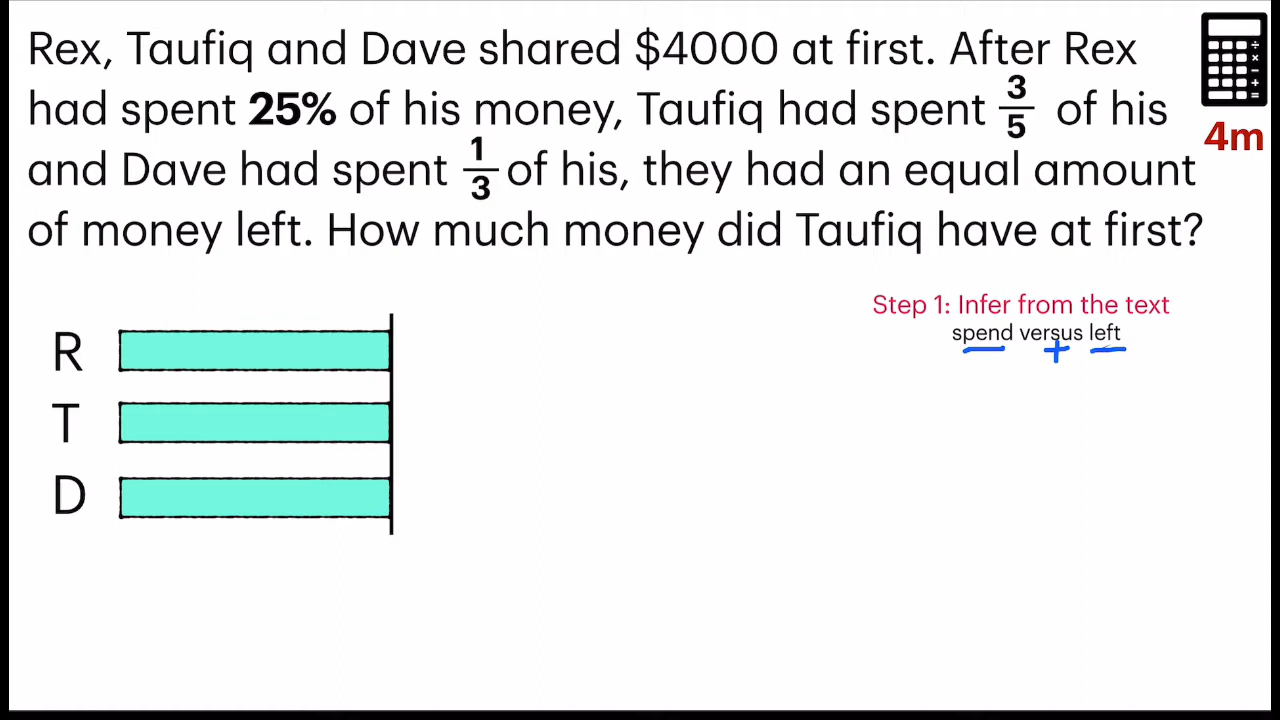 Rex, Taufiq and Dave shared $4000 at first. After Rex
had spent 25% of his money, Taufiq had spent 3/5 of his
and Dave had spent 1/3 of his, they had an equal amount
of money left. How much money did Taufiq have at first?
4m
Step 1: Infer from the text
spend versus left
+
R
T
D